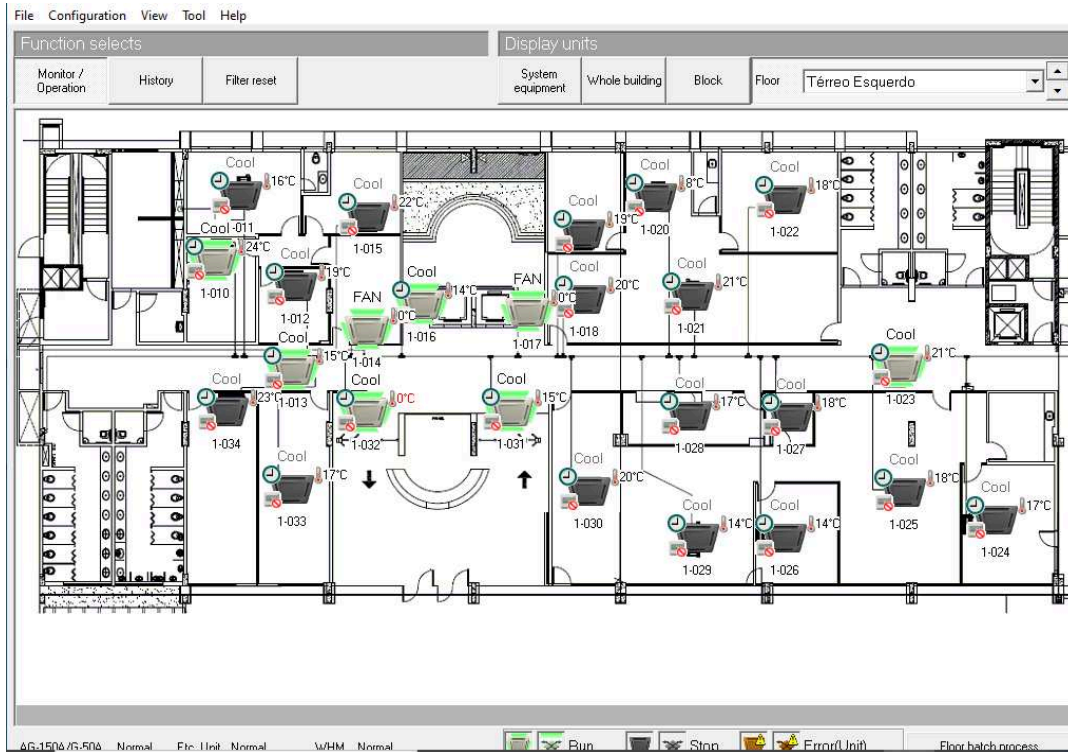 File Configuration View Tool Help
Function selects
Display units
Monitor / Operation
History
Filter reset
System equipment
Whole building
Block
Floor
Térreo Esquerdo
Cool
16°C
-011
Cool
22°C
1-015
Cool
24°C
1-010
19°C
1-012
FAN
0°C
1-014
Cool
14°C
1-016
FAN
0°C
1-017
Cool
19°C
Cool
20°C
1-018
Cool
8°C
1-020
Cool
21°C
1-021
Cool
18°C
1-022
Cool
15°C
1-013
Cool
23°C
1-034
Cool
0°C
1-032
Cool
15°C
1-031
Cool
17°C
1-033
Cool
20°C
1-030
Cool
17°C
1-028
Cool
18°C
1-027
Cool
21°C
1-023
Cool
14°C
1-029
Cool
14°C
1-026
Cool
18°C
1-025
Cool
17°C
1-024
AG-150A/G-50A Normal Etc. Unit Normal WHM Normal
Run
Stop
Error(Unit)
Floor batch process